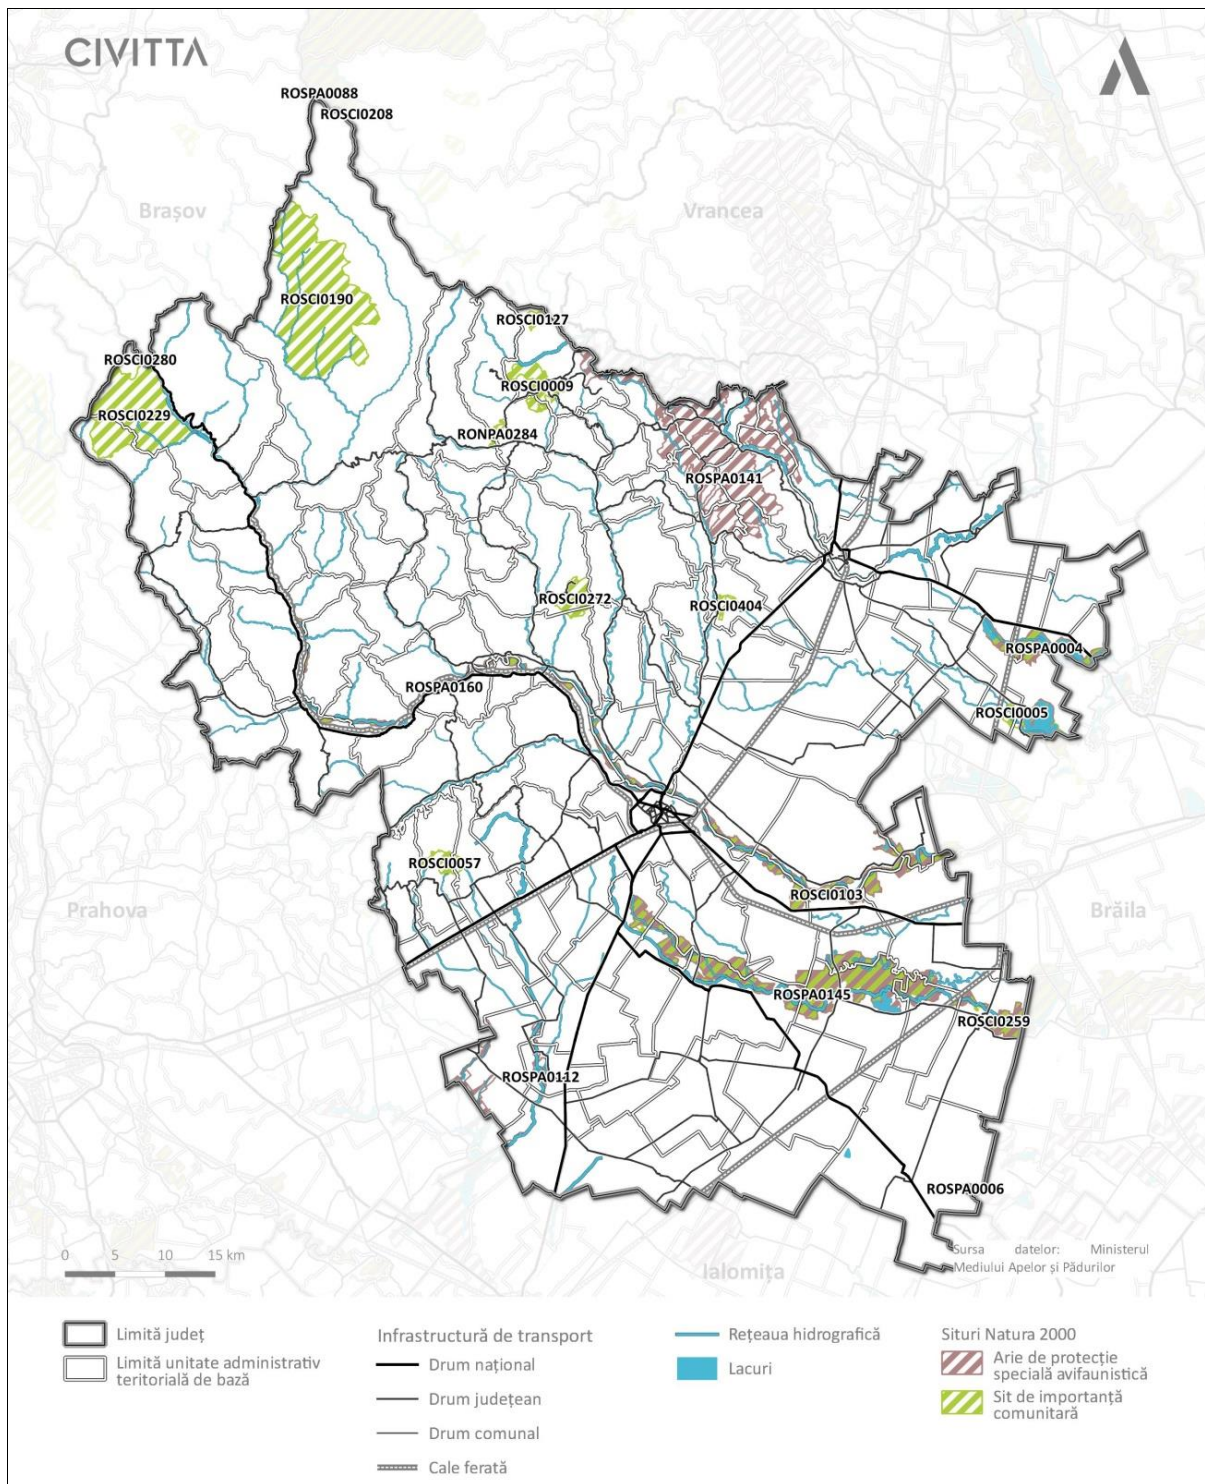 CIVITTA
ROSPA0088
ROSCI0208
Brașov
Vrancea
ROSCI0190
ROSCI0127
ROSCI0280
ROSCI0009
ROSCI0229
RONPA0284
ROSPA0141
ROSCI0272
ROSCI0404
ROSPA0004
ROSPA0160
ROSCI0005
ROSCI0057
ROSCI0103
Prahova
Brăila
ROSPA0145
ROSCI0259
ROSPA0112
ROSPA0006
0 5 10 15 km
Sursa datelor: Ministerul
Mediului Apelor și Pădurilor
Ialomița
Limită județ
Limită unitate administrativ
teritorială de bază
Infrastructură de transport
Drum național
Drum județean
Drum comunal
Cale ferată
Rețeaua hidrografică
Lacuri
Situri Natura 2000
Arie de protecție
specială avifaunistică
Sit de importanță
comunitară